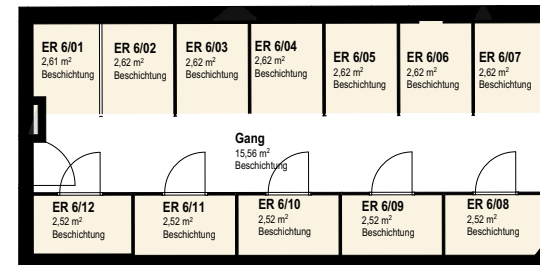 ER 6/01
2,61 m²
Beschichtung
ER 6/02
2,62 m²
Beschichtung
ER 6/03
2,62 m²
Beschichtung
ER 6/04
2,62 m²
Beschichtung
ER 6/05
2,62 m²
Beschichtung
ER 6/06
2,62 m²
Beschichtung
ER 6/07
2,62 m²
Beschichtung
Gang
15,56 m²
Beschichtung
ER 6/12
2,52 m²
Beschichtung
ER 6/11
2,52 m²
Beschichtung
ER 6/10
2,52 m²
Beschichtung
ER 6/09
2,52 m²
Beschichtung
ER 6/08
2,52 m²
Beschichtung